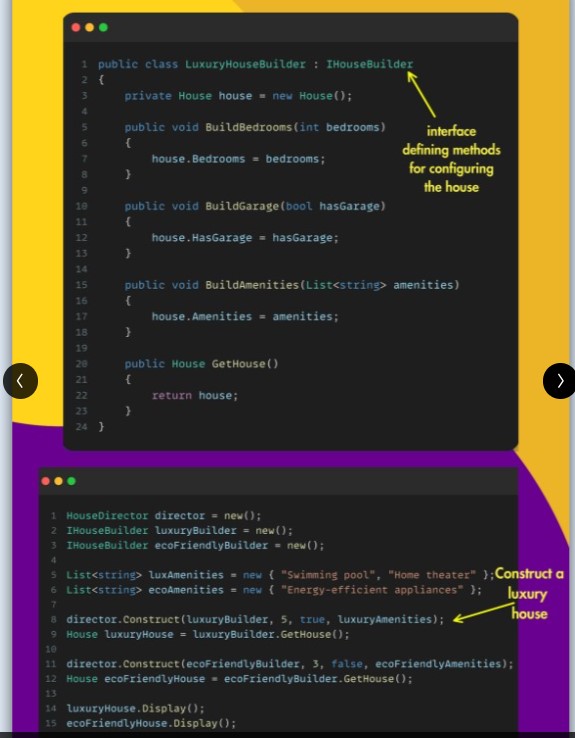 1 public class LuxuryHouseBuilder : IHouseBuilder
2 {
3     private House house = new House();
4
5     public void BuildBedrooms(int bedrooms)
6     {
7         house.Bedrooms = bedrooms;
8     }
9
10     public void BuildGarage(bool hasGarage)
11     {
12         house.HasGarage = hasGarage;
13     }
14
15     public void BuildAmenities(List<string> amenities)
16     {
17         house.Amenities = amenities;
18     }
19
20     public House GetHouse()
21     {
22         return house;
23     }
24 }
interface
defining methods
for configuring
the house
1 HouseDirector director = new();
2 IHouseBuilder luxuryBuilder = new();
3 IHouseBuilder ecoFriendlyBuilder = new();
4
5 List<string> luxAmenities = new { "Swimming pool", "Home theater" };
6 List<string> ecoAmenities = new { "Energy-efficient appliances" };
7
8 director.Construct(luxuryBuilder, 5, true, luxuryAmenities);
9 House luxuryHouse = luxuryBuilder.GetHouse();
10
11 director.Construct(ecoFriendlyBuilder, 3, false, ecoFriendlyAmenities);
12 House ecoFriendlyHouse = ecoFriendlyBuilder.GetHouse();
13
14 luxuryHouse.Display();
15 ecoFriendlyHouse.Display();
Construct a
luxury
house